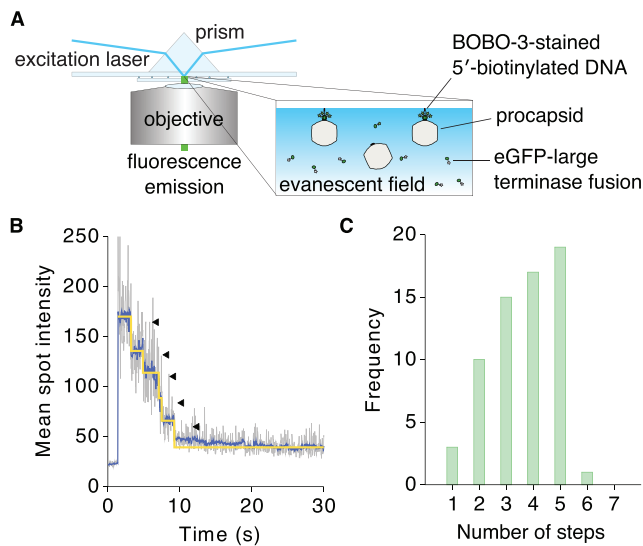 A
prism
excitation laser
objective
fluorescence
emission
evanescent field
BOBO-3-stained
5′-biotinylated DNA
procapsid
eGFP-large
terminase fusion
B
250
200
150
100
50
0
0
10
20
30
Mean spot intensity
Time (s)
C
20
15
10
5
0
1 2 3 4 5 6 7
Frequency
Number of steps